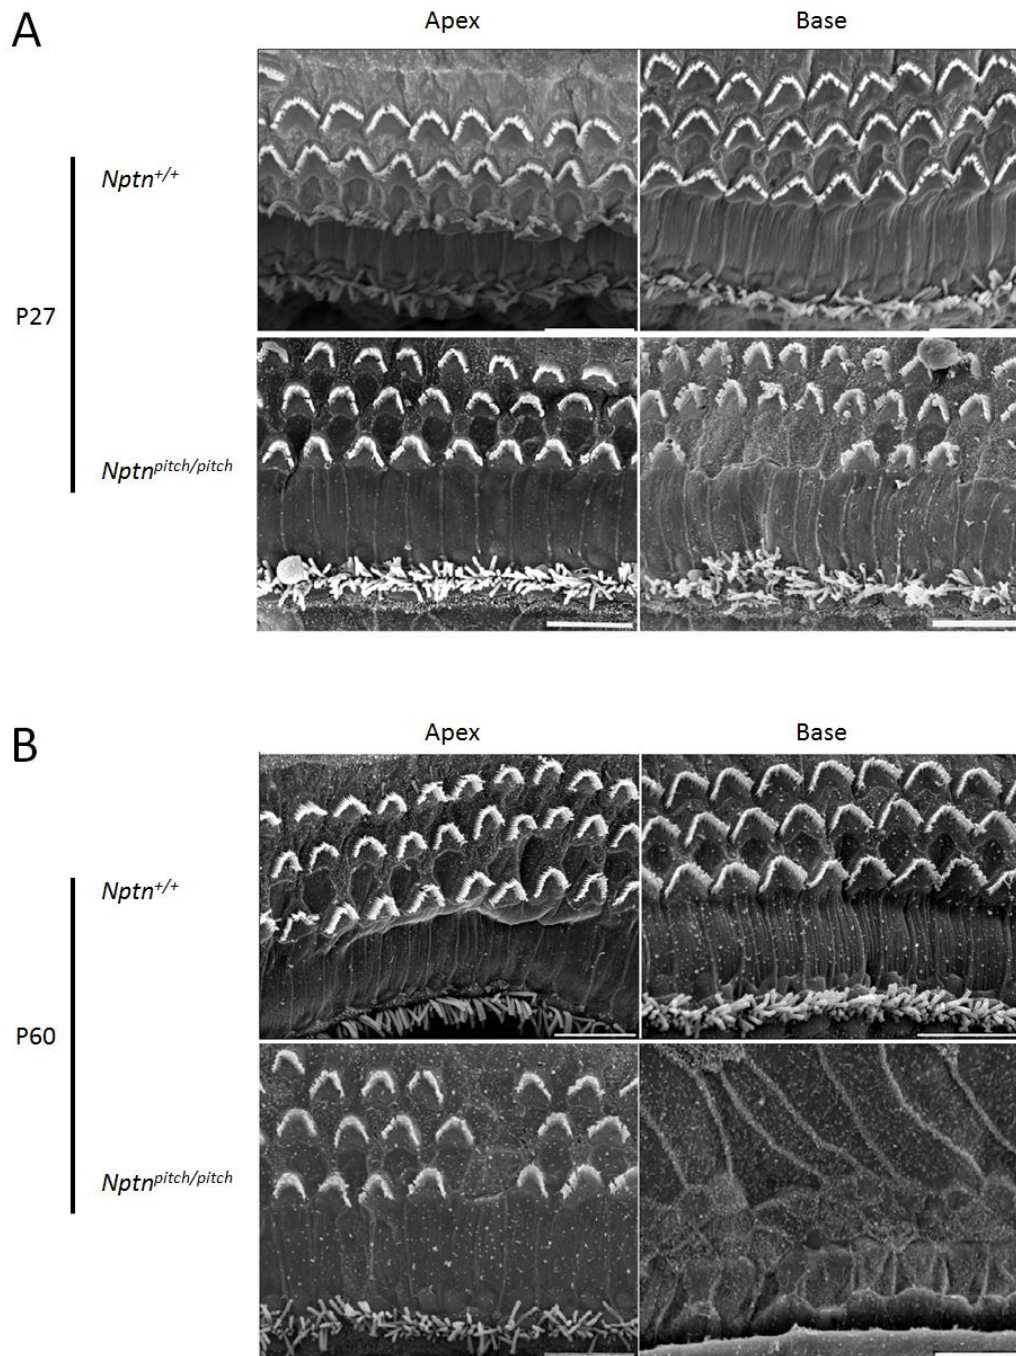 A
Apex Base
Nptn+/+
P27
Nptnpitch/pitch
B
Apex Base
Nptn+/+
P60
Nptnpitch/pitch